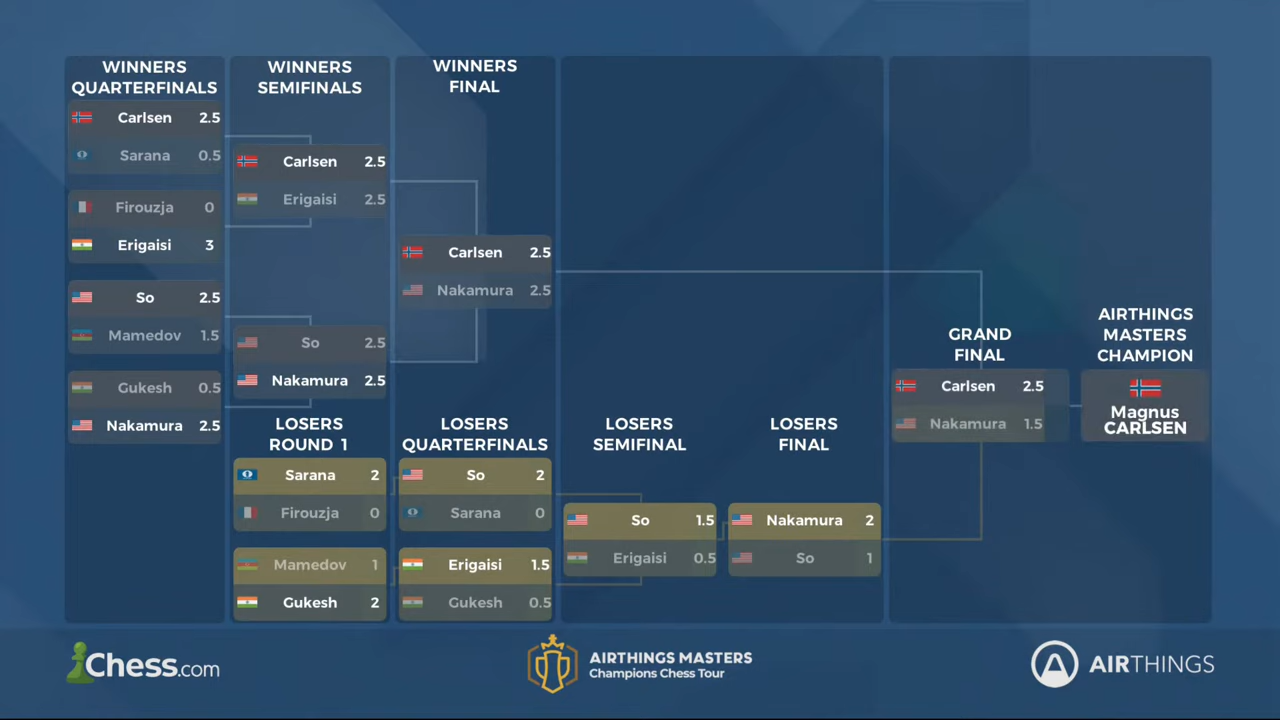 WINNERS
QUARTERFINALS
Carlsen 2.5
Sarana 0.5
Firouzja 0
Erigaisi 3
So 2.5
Mamedov 1.5
Gukesh 0.5
Nakamura 2.5
WINNERS
SEMIFINALS
Carlsen 2.5
Erigaisi 2.5
So 2.5
Nakamura 2.5
WINNERS
FINAL
Carlsen 2.5
Nakamura 2.5
LOSERS
ROUND 1
Sarana 2
Firouzja 0
Mamedov 1
Gukesh 2
LOSERS
QUARTERFINALS
So 2
Sarana 0
Erigaisi 1.5
Gukesh 0.5
LOSERS
SEMIFINAL
So 1.5
Erigaisi 0.5
LOSERS
FINAL
Nakamura 2
So 1
GRAND
FINAL
Carlsen 2.5
Nakamura 1.5
AIRTHINGS
MASTERS
CHAMPION
Magnus
CARLSEN
Chess.com
AIRTHINGS MASTERS
Champions Chess Tour
AIRTHINGS